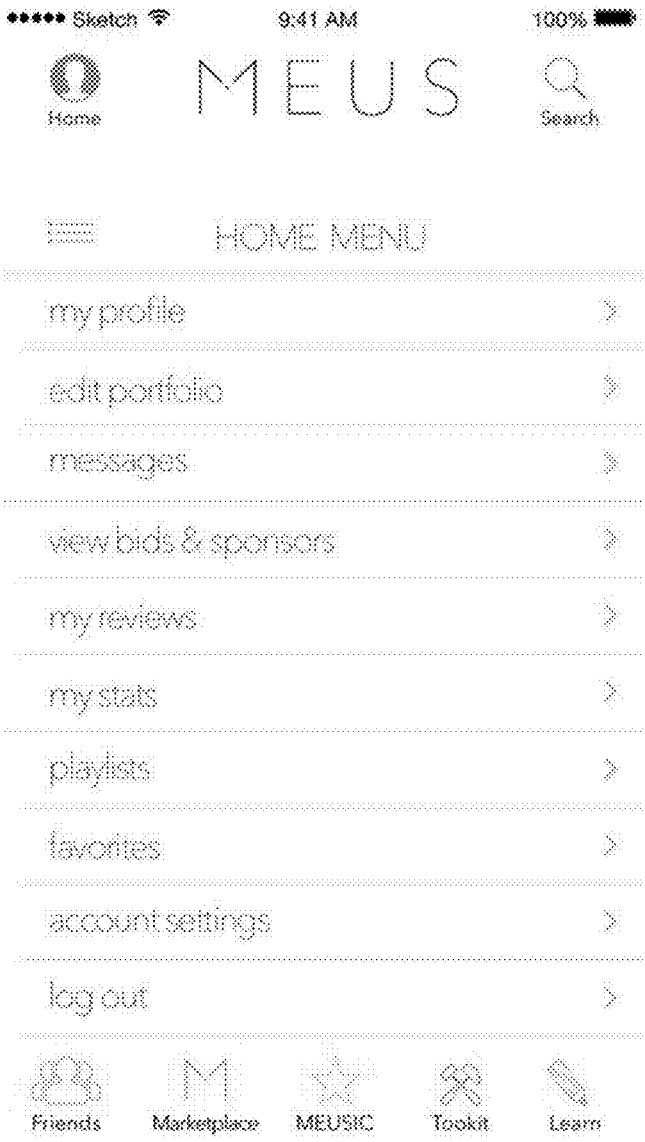 Sketch 9:41 AM 100%
MEUS
Home Search
HOME MENU
my profile
edit portfolio
messages
view bids & sponsors
my reviews
my stats
playlists
favorites
account settings
log out
Friends Marketplace MEUSIC Tookit Learn